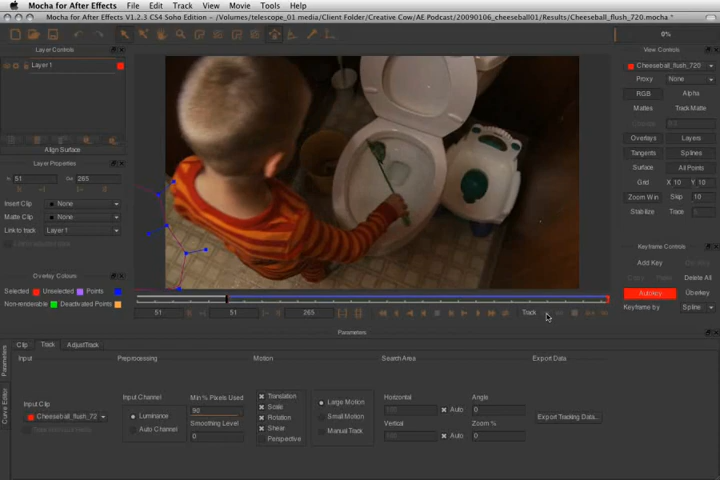 Mocha for After Effects File Edit View Movie Tools Help
Mocha for After Effects V1.2.3 CS4 Soho Edition - /Volumes/telescope_01 media/Client Folder/Creative Cow/AE Podcast/20090106_cheeseball01/Results/Cheeseball_flush_720.mocha *
0%
Layer Controls
Layer 1
Align Surface
Layer Properties
In 51 Out 265
Insert Clip None
Matte Clip None
Link to track Layer 1
Overlay Colours
Selected Unselected Points
Non-renderable Deactivated Points
View Controls
Cheeseball_flush_720
Proxy None
RGB Alpha
Mattes Track Matte
Overlays Layers
Tangents Splines
Surface All Points
Grid X 10 Y 10
Zoom Win Skip 10
Stabilize Trace 5
Keyframe Controls
Add Key
Delete All
Autokey Überkey
Keyframe by Spline
51 51 265 Track
Parameters
Clip Track AdjustTrack
Parameters
Curve Editor
Input Preprocessing Motion Search Area Export Data
Input Clip
Cheeseball_flush_72
Input Channel
Luminance
Auto Channel
Min % Pixels Used
90
Smoothing Level
0
Translation
Scale
Rotation
Shear
Perspective
Large Motion
Small Motion
Manual Track
Horizontal
Auto
Vertical
Auto
Angle
0
Zoom %
0
Export Tracking Data...